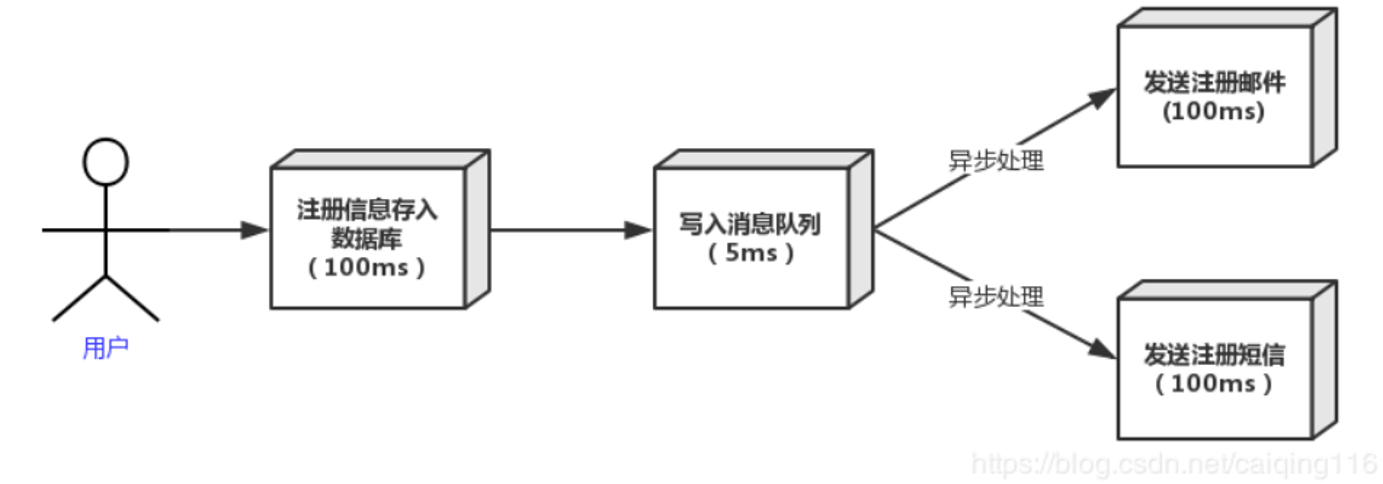 用户
注册信息存入
数据库
（100ms）
写入消息队列
（5ms）
异步处理
异步处理
发送注册邮件
(100ms)
发送注册短信
（100ms）
https://blog.csdn.net/caiqing116